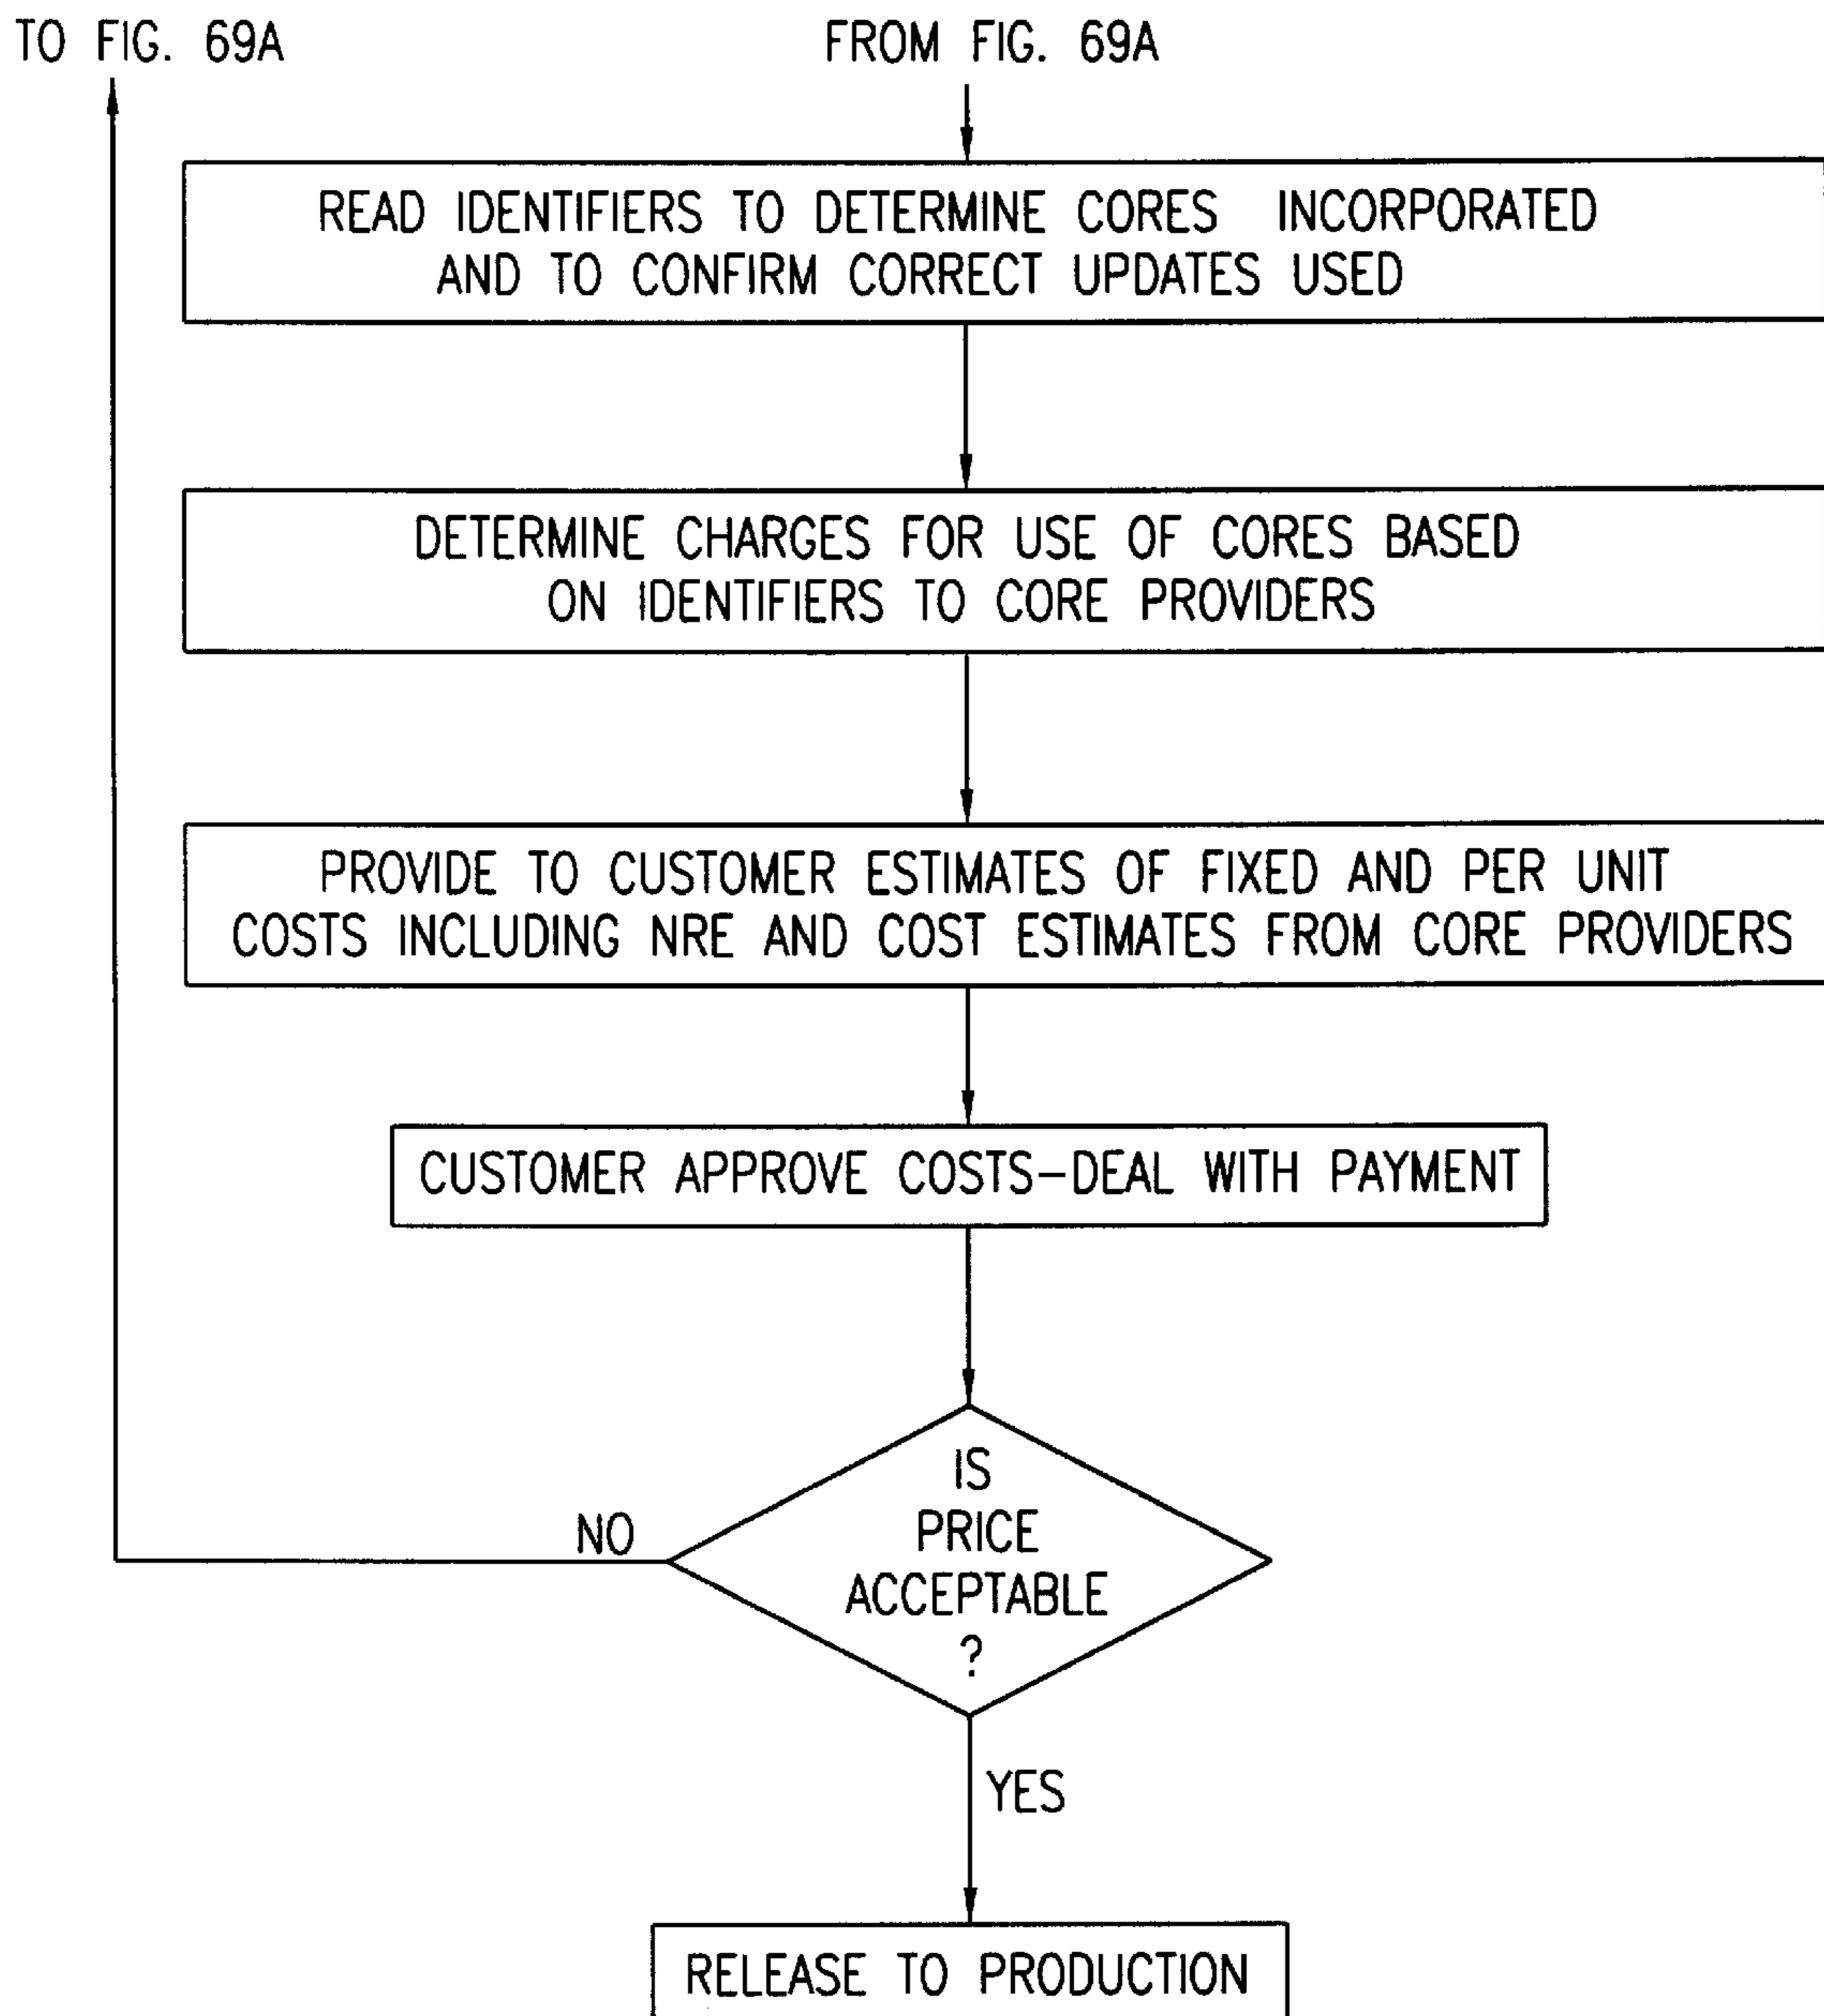 TO FIG. 69A
FROM FIG. 69A
READ IDENTIFIERS TO DETERMINE CORES INCORPORATED
AND TO CONFIRM CORRECT UPDATES USED
DETERMINE CHARGES FOR USE OF CORES BASED
ON IDENTIFIERS TO CORE PROVIDERS
PROVIDE TO CUSTOMER ESTIMATES OF FIXED AND PER UNIT
COSTS INCLUDING NRE AND COST ESTIMATES FROM CORE PROVIDERS
CUSTOMER APPROVE COSTS-DEAL WITH PAYMENT
IS
PRICE
ACCEPTABLE
?
NO
YES
RELEASE TO PRODUCTION